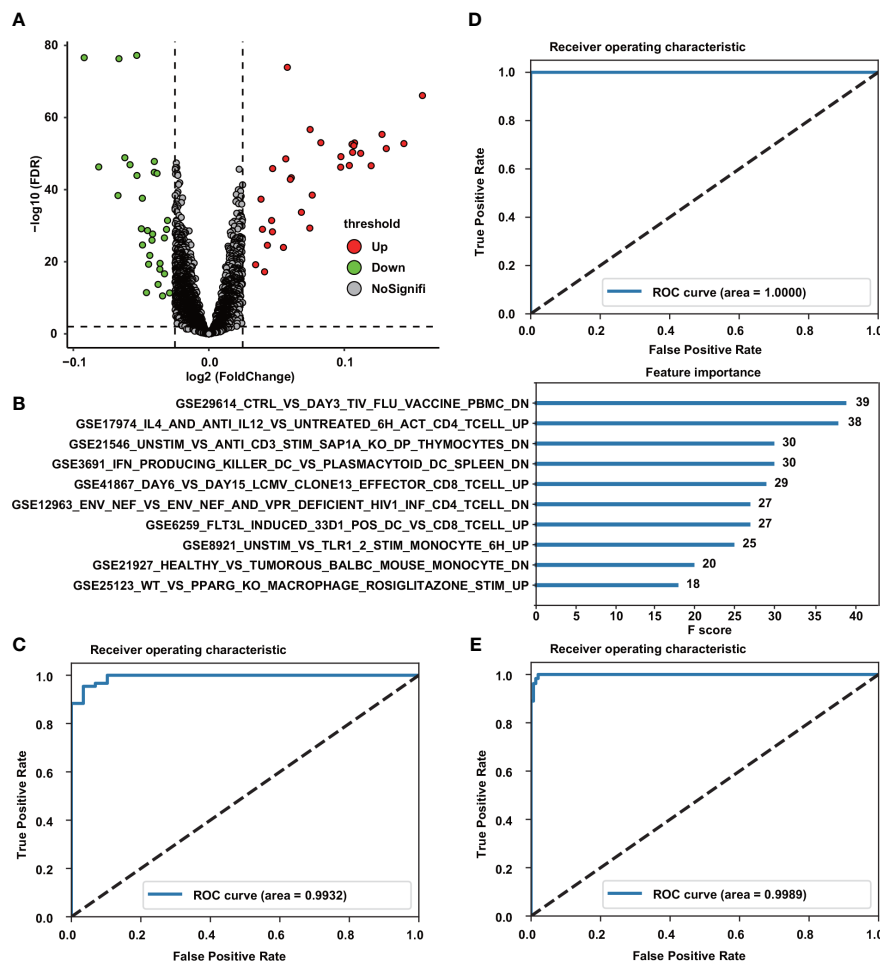 A
80
60
40
20
0
−log10 (FDR)
threshold
Up
Down
NoSignifi
−0.1
0.0
0.1
log2 (FoldChange)
D
Receiver operating characteristic
1.0
0.8
0.6
0.4
0.2
0.0
True Positive Rate
ROC curve (area = 1.0000)
0.0
0.2
0.4
0.6
0.8
1.0
False Positive Rate
B
Feature importance
GSE29614_CTRL_VS_DAY3_TIV_FLU_VACCINE_PBMC_DN 39
GSE17974_IL4_AND_ANTI_IL12_VS_UNTREATED_6H_ACT_CD4_TCELL_UP 38
GSE21546_UNSTIM_VS_ANTI_CD3_STIM_SAP1A_KO_DP_THYMOCYTES_DN 30
GSE3691_IFN_PRODUCING_KILLER_DC_VS_PLASMACYTOID_DC_SPLEEN_DN 30
GSE41867_DAY6_VS_DAY15_LCMV_CLONE13_EFFECTOR_CD8_TCELL_UP 29
GSE12963_ENV_NEF_VS_ENV_NEF_AND_VPR_DEFICIENT_HIV1_INF_CD4_TCELL_DN 27
GSE6259_FLT3L_INDUCED_33D1_POS_DC_VS_CD8_TCELL_UP 27
GSE8921_UNSTIM_VS_TLR1_2_STIM_MONOCYTE_6H_UP 25
GSE21927_HEALTHY_VS_TUMOROUS_BALBC_MOUSE_MONOCYTE_DN 20
GSE25123_WT_VS_PPARG_KO_MACROPHAGE_ROSIGLITAZONE_STIM_UP 18
0 5 10 15 20 25 30 35 40
F score
C
Receiver operating characteristic
1.0
0.8
0.6
0.4
0.2
0.0
True Positive Rate
ROC curve (area = 0.9932)
0.0
0.2
0.4
0.6
0.8
1.0
False Positive Rate
E
Receiver operating characteristic
1.0
0.8
0.6
0.4
0.2
0.0
True Positive Rate
ROC curve (area = 0.9989)
0.0
0.2
0.4
0.6
0.8
1.0
False Positive Rate